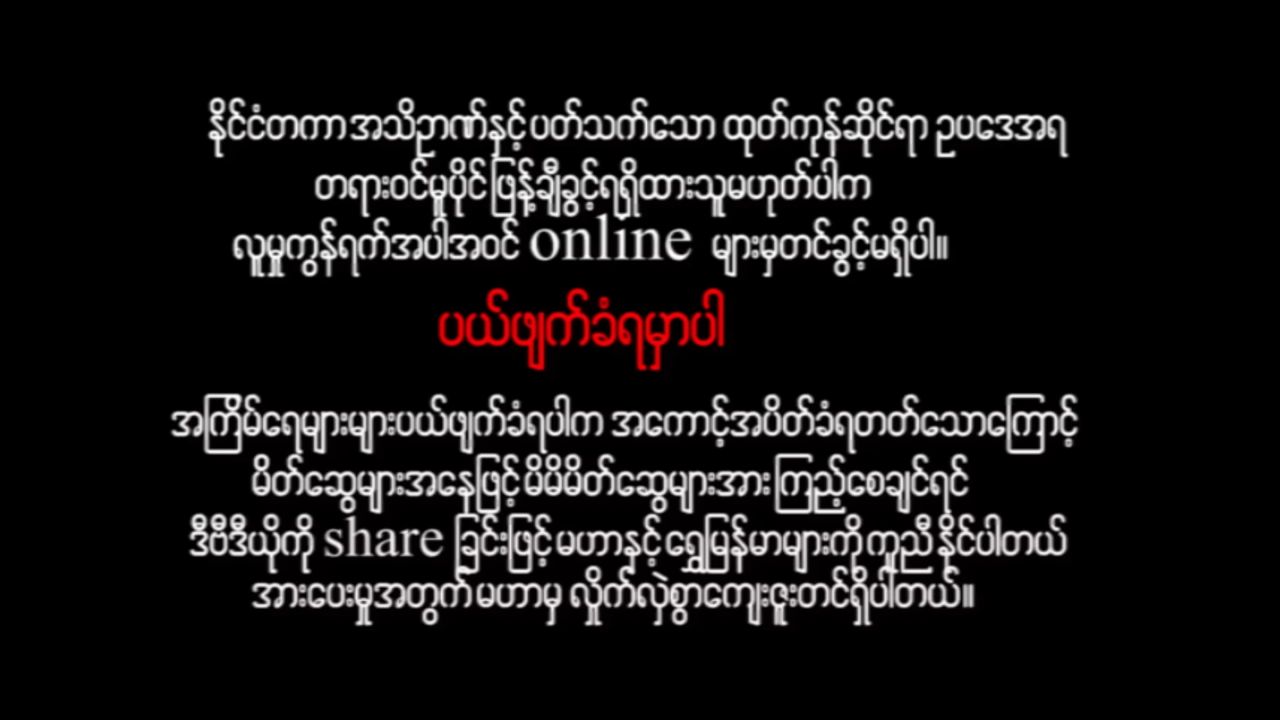 နိုင်ငံတကာ အသိဉာဏ်နှင့် ပတ်သက်သော ထုတ်ကုန်ဆိုင်ရာ ဥပဒေအရ
တရားဝင်မူပိုင် ဖြန့်ချီခွင့်ရရှိထားသူမဟုတ်ပါက
လူမှုကွန်ရက်အပါအဝင် online များမှတင်ခွင့်မရှိပါ။
ပယ်ဖျက်ခံရမှာပါ
အကြိမ်ရေများများပယ်ဖျက်ခံရပါက အကောင့်အပိတ်ခံရတတ်သောကြောင့်
မိတ်ဆွေများအနေဖြင့် မိမိမိတ်ဆွေများအား ကြည့်စေချင်ရင်
ဒီဗီဒီယိုကို share ခြင်းဖြင့် မဟာနှင့် ရွှေမြန်မာများကို ကူညီ နိုင်ပါတယ်
အားပေးမှုအတွက် မဟာမှ လှိုက်လှဲစွာကျေးဇူးတင်ရှိပါတယ်။